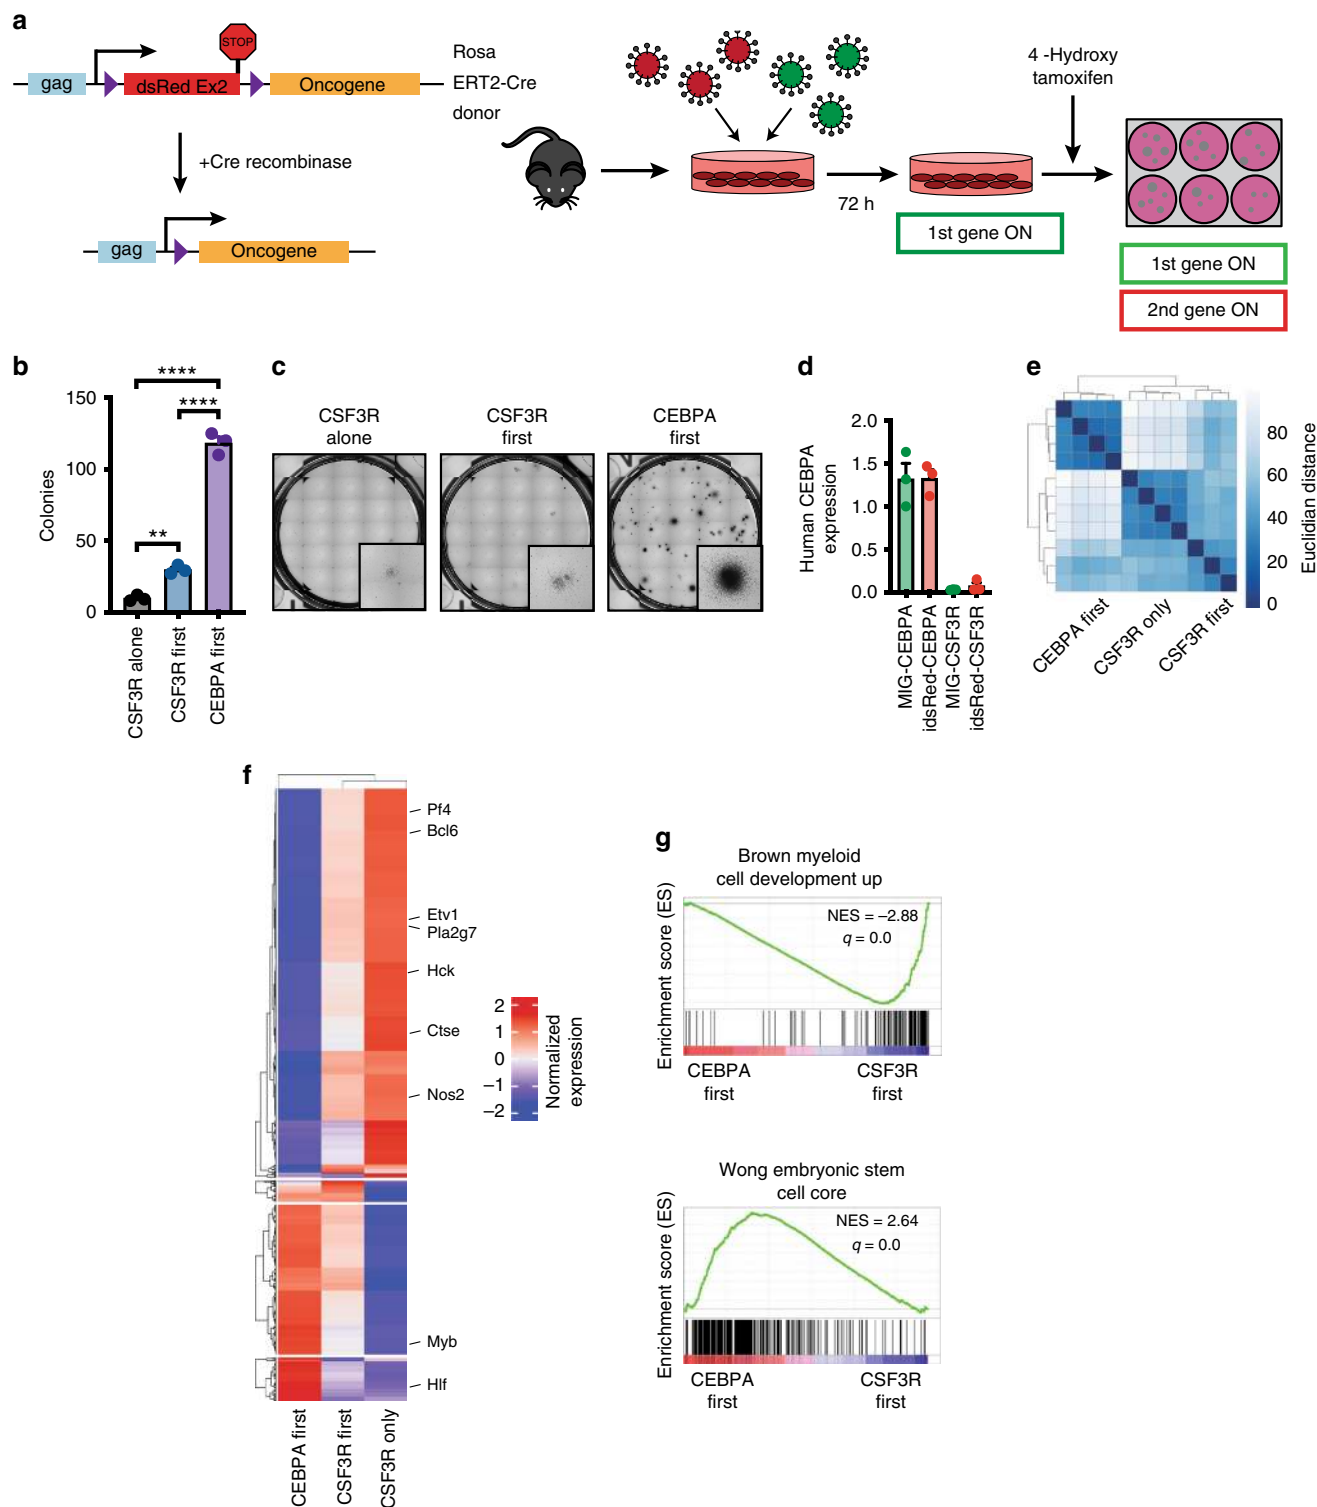 a
gag
dsRed Ex2
STOP
Oncogene
+Cre recombinase
gag
Oncogene
Rosa
ERT2-Cre
donor
72 h
1st gene ON
4 -Hydroxy
tamoxifen
1st gene ON
2nd gene ON
b
****
****
**
150
100
50
0
Colonies
CSF3R alone
CSF3R first
CEBPA first
c
CSF3R
alone
CSF3R
first
CEBPA
first
d
Human CEBPA
expression
2.0
1.5
1.0
0.5
0.0
MIG-CEBPA
idsRed-CEBPA
MIG-CSF3R
idsRed-CSF3R
e
80
60
40
20
0
Euclidian distance
CEBPA first
CSF3R only
CSF3R first
f
Pf4
Bcl6
Etv1
Pla2g7
Hck
Ctse
Nos2
Myb
Hlf
2
1
0
−1
−2
Normalized
expression
CEBPA first
CSF3R first
CSF3R only
g
Brown myeloid
cell development up
Enrichment score (ES)
NES = −2.88
q = 0.0
CEBPA
first
CSF3R
first
Wong embryonic stem
cell core
Enrichment score (ES)
NES = 2.64
q = 0.0
CEBPA
first
CSF3R
first